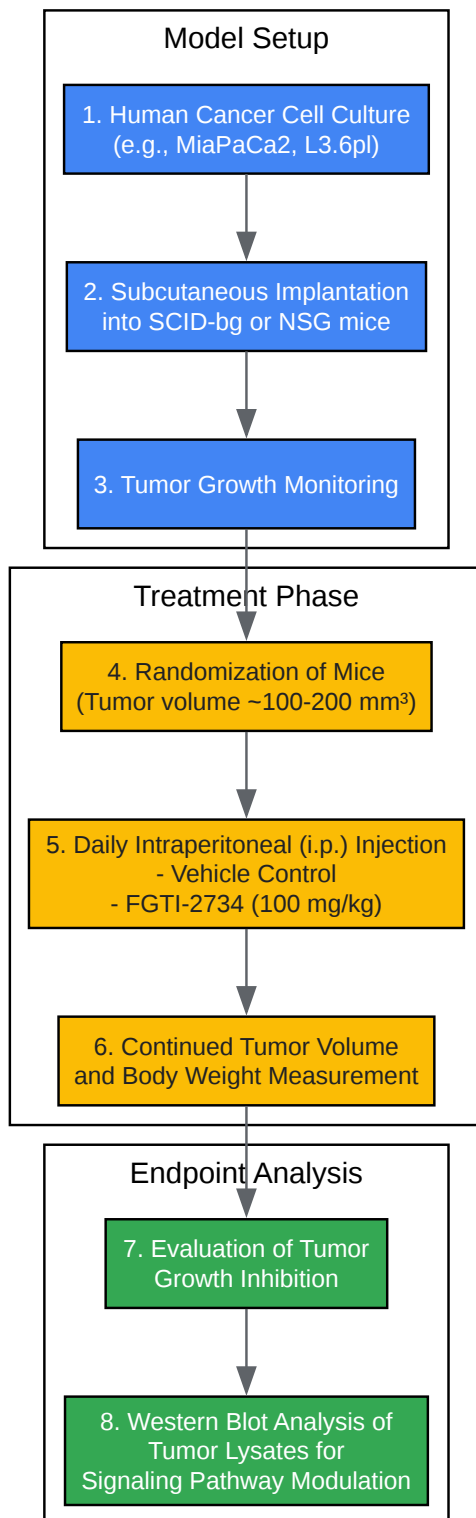 Model Setup
1. Human Cancer Cell Culture
(e.g., MiaPaCa2, L3.6pl)
2. Subcutaneous Implantation
into SCID-bg or NSG mice
3. Tumor Growth Monitoring
Treatment Phase
4. Randomization of Mice
(Tumor volume ~100-200 mm³)
5. Daily Intraperitoneal (i.p.) Injection
- Vehicle Control
- FGTI-2734 (100 mg/kg)
6. Continued Tumor Volume
and Body Weight Measurement
Endpoint Analysis
7. Evaluation of Tumor
Growth Inhibition
8. Western Blot Analysis of
Tumor Lysates for
Signaling Pathway Modulation